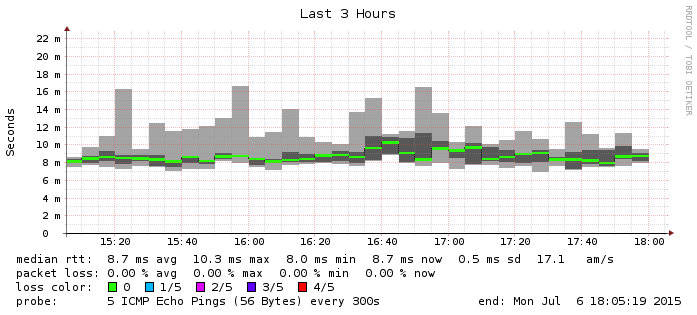 Last 3 Hours
RRDTOOL / TOBI OETIKER
Seconds
22 m
20 m
18 m
16 m
14 m
12 m
10 m
8 m
6 m
4 m
2 m
0
15:20 15:40 16:00 16:20 16:40 17:00 17:20 17:40 18:00
median rtt: 8.7 ms avg 10.3 ms max 8.0 ms min 8.7 ms now 0.5 ms sd 17.1 am/s
packet loss: 0.00 % avg 0.00 % max 0.00 % min 0.00 % now
loss color: 0 1/5 2/5 3/5 4/5
probe: 5 ICMP Echo Pings (56 Bytes) every 300s end: Mon Jul 6 18:05:19 2015